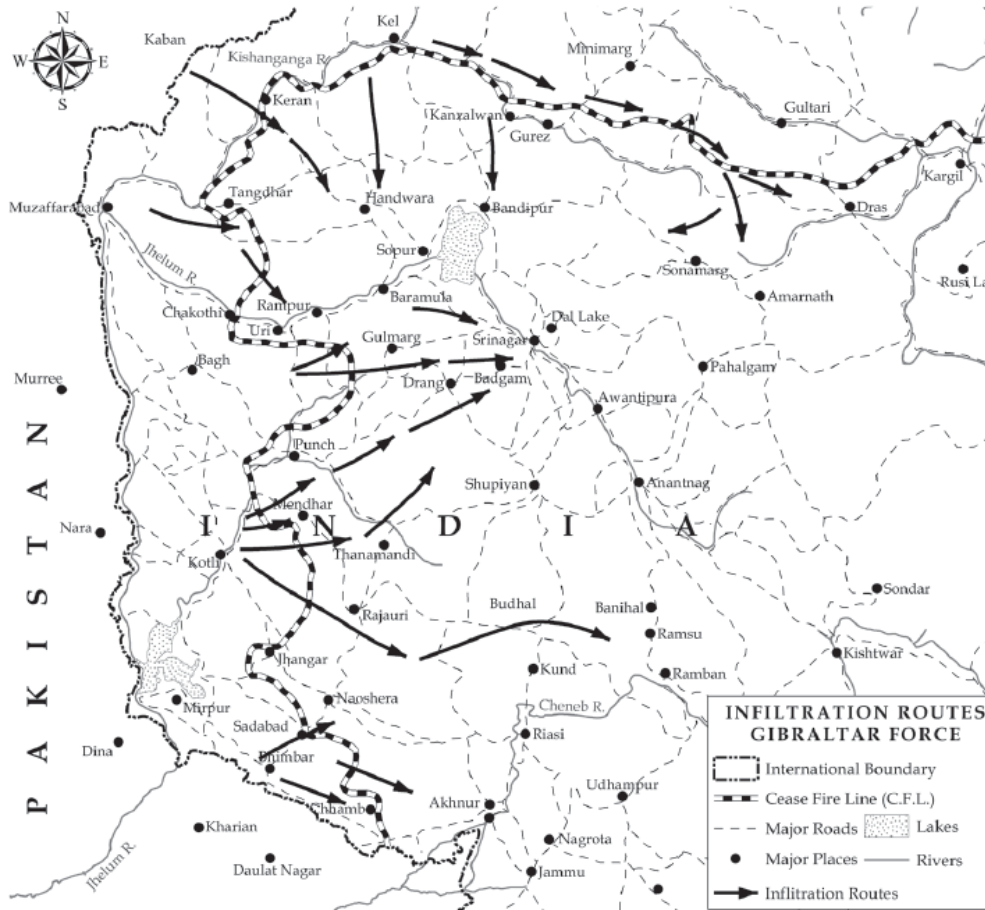 N
W E
S
Kaban
Kel
Kishanganga R.
Minimarg
Keran
Kanzalwan
Gurez
Gultari
Kargil
Tangdhar
Muzaffarabad
Handwara
Bandipur
Dras
Sopur
Jhelum R.
Sonamarg
Rusi La
Baramula
Amarnath
Rampur
Chakothi
Uri
Dal Lake
Srinagar
Gulmarg
Bagh
Badgam
Pahalgam
Murree
Drang
Awantipura
Punch
Shupiyan
Anantnag
Mendhar
I N D I A
Nara
Thanamandi
Kotli
PAKISTAN
Sondar
Rajauri
Budhal
Banihal
Ramsu
Jhangar
Kishtwar
Kund
Ramban
Mirpur
Naoshera
Cheneb R.
Sadabad
Riasi
Dina
Bhimbar
Udhampur
Chhamb
Akhnur
Kharian
Nagrota
Jhelum R.
Daulat Nagar
Jammu
INFILTRATION ROUTES
GIBRALTAR FORCE
International Boundary
Cease Fire Line (C.F.L.)
Major Roads Lakes
Major Places Rivers
Inflitration Routes